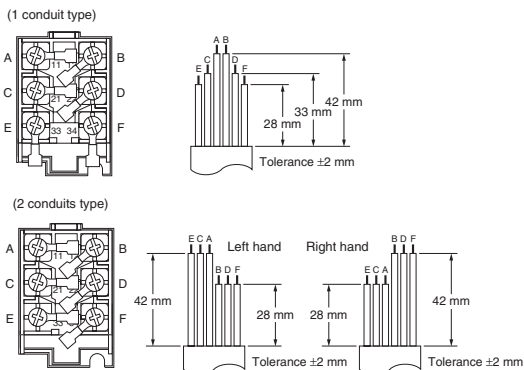 (1 conduit type)
A B
A B
C D
E F
11
C D
21
E F
33 34
42 mm
33 mm
28 mm
Tolerance ±2 mm
(2 conduits type)
A B
11
C D
21
E F
33
E C A
Left hand
B D F
42 mm
28 mm
Tolerance ±2 mm
Right hand
B D F
E C A
28 mm
42 mm
Tolerance ±2 mm